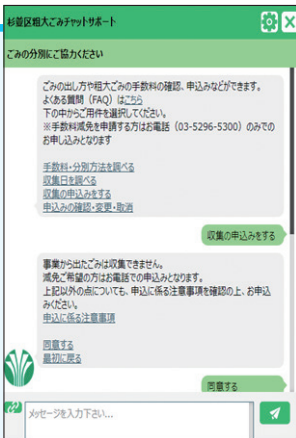 杉並区粗大ごみチャットサポート
ごみの分別にご協力ください
ごみの出し方や粗大ごみの手数料の確認、申込みなどができます。
よくある質問（FAQ）はこちら
下の中からご用件を選択してください。
※手数料減免を申請する方はお電話（03-5296-5300）のみでの
お申し込みとなります
手数料・分別方法を調べる
収集日を調べる
収集の申込みをする
申込みの確認・変更・取消
収集の申込みをする
事業から出たごみは収集できません。
減免ご希望の方はお電話での申込みとなります。
上記以外の点についても、申込に係る注意事項を確認の上、お申込
みください。
申込に係る注意事項
同意する
最初に戻る
同意する
メッセージを入力下さい...